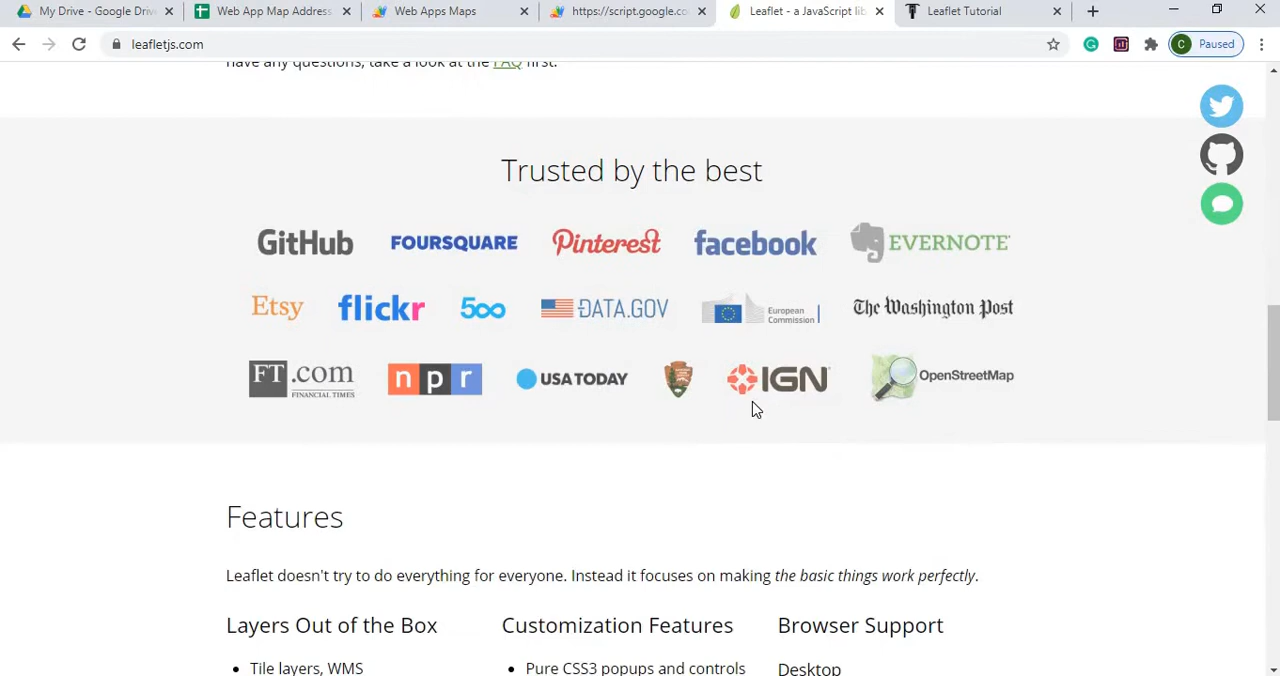 My Drive - Google Driv
Web App Map Address
Web Apps Maps
https://script.google.co
Leaflet - a JavaScript lib
Leaflet Tutorial
leafletjs.com
C
Paused
have any questions, take a look at the FAQ first.
Trusted by the best
GitHub
FOURSQUARE
Pinterest
facebook
EVERNOTE
Etsy
flickr
500
DATA.GOV
European
Commission
The Washington Post
FT.com
FINANCIAL TIMES
npr
USA TODAY
IGN
OpenStreetMap
Features
Leaflet doesn't try to do everything for everyone. Instead it focuses on making the basic things work perfectly.
Layers Out of the Box
Customization Features
Browser Support
• Tile layers, WMS
• Pure CSS3 popups and controls
Desktop